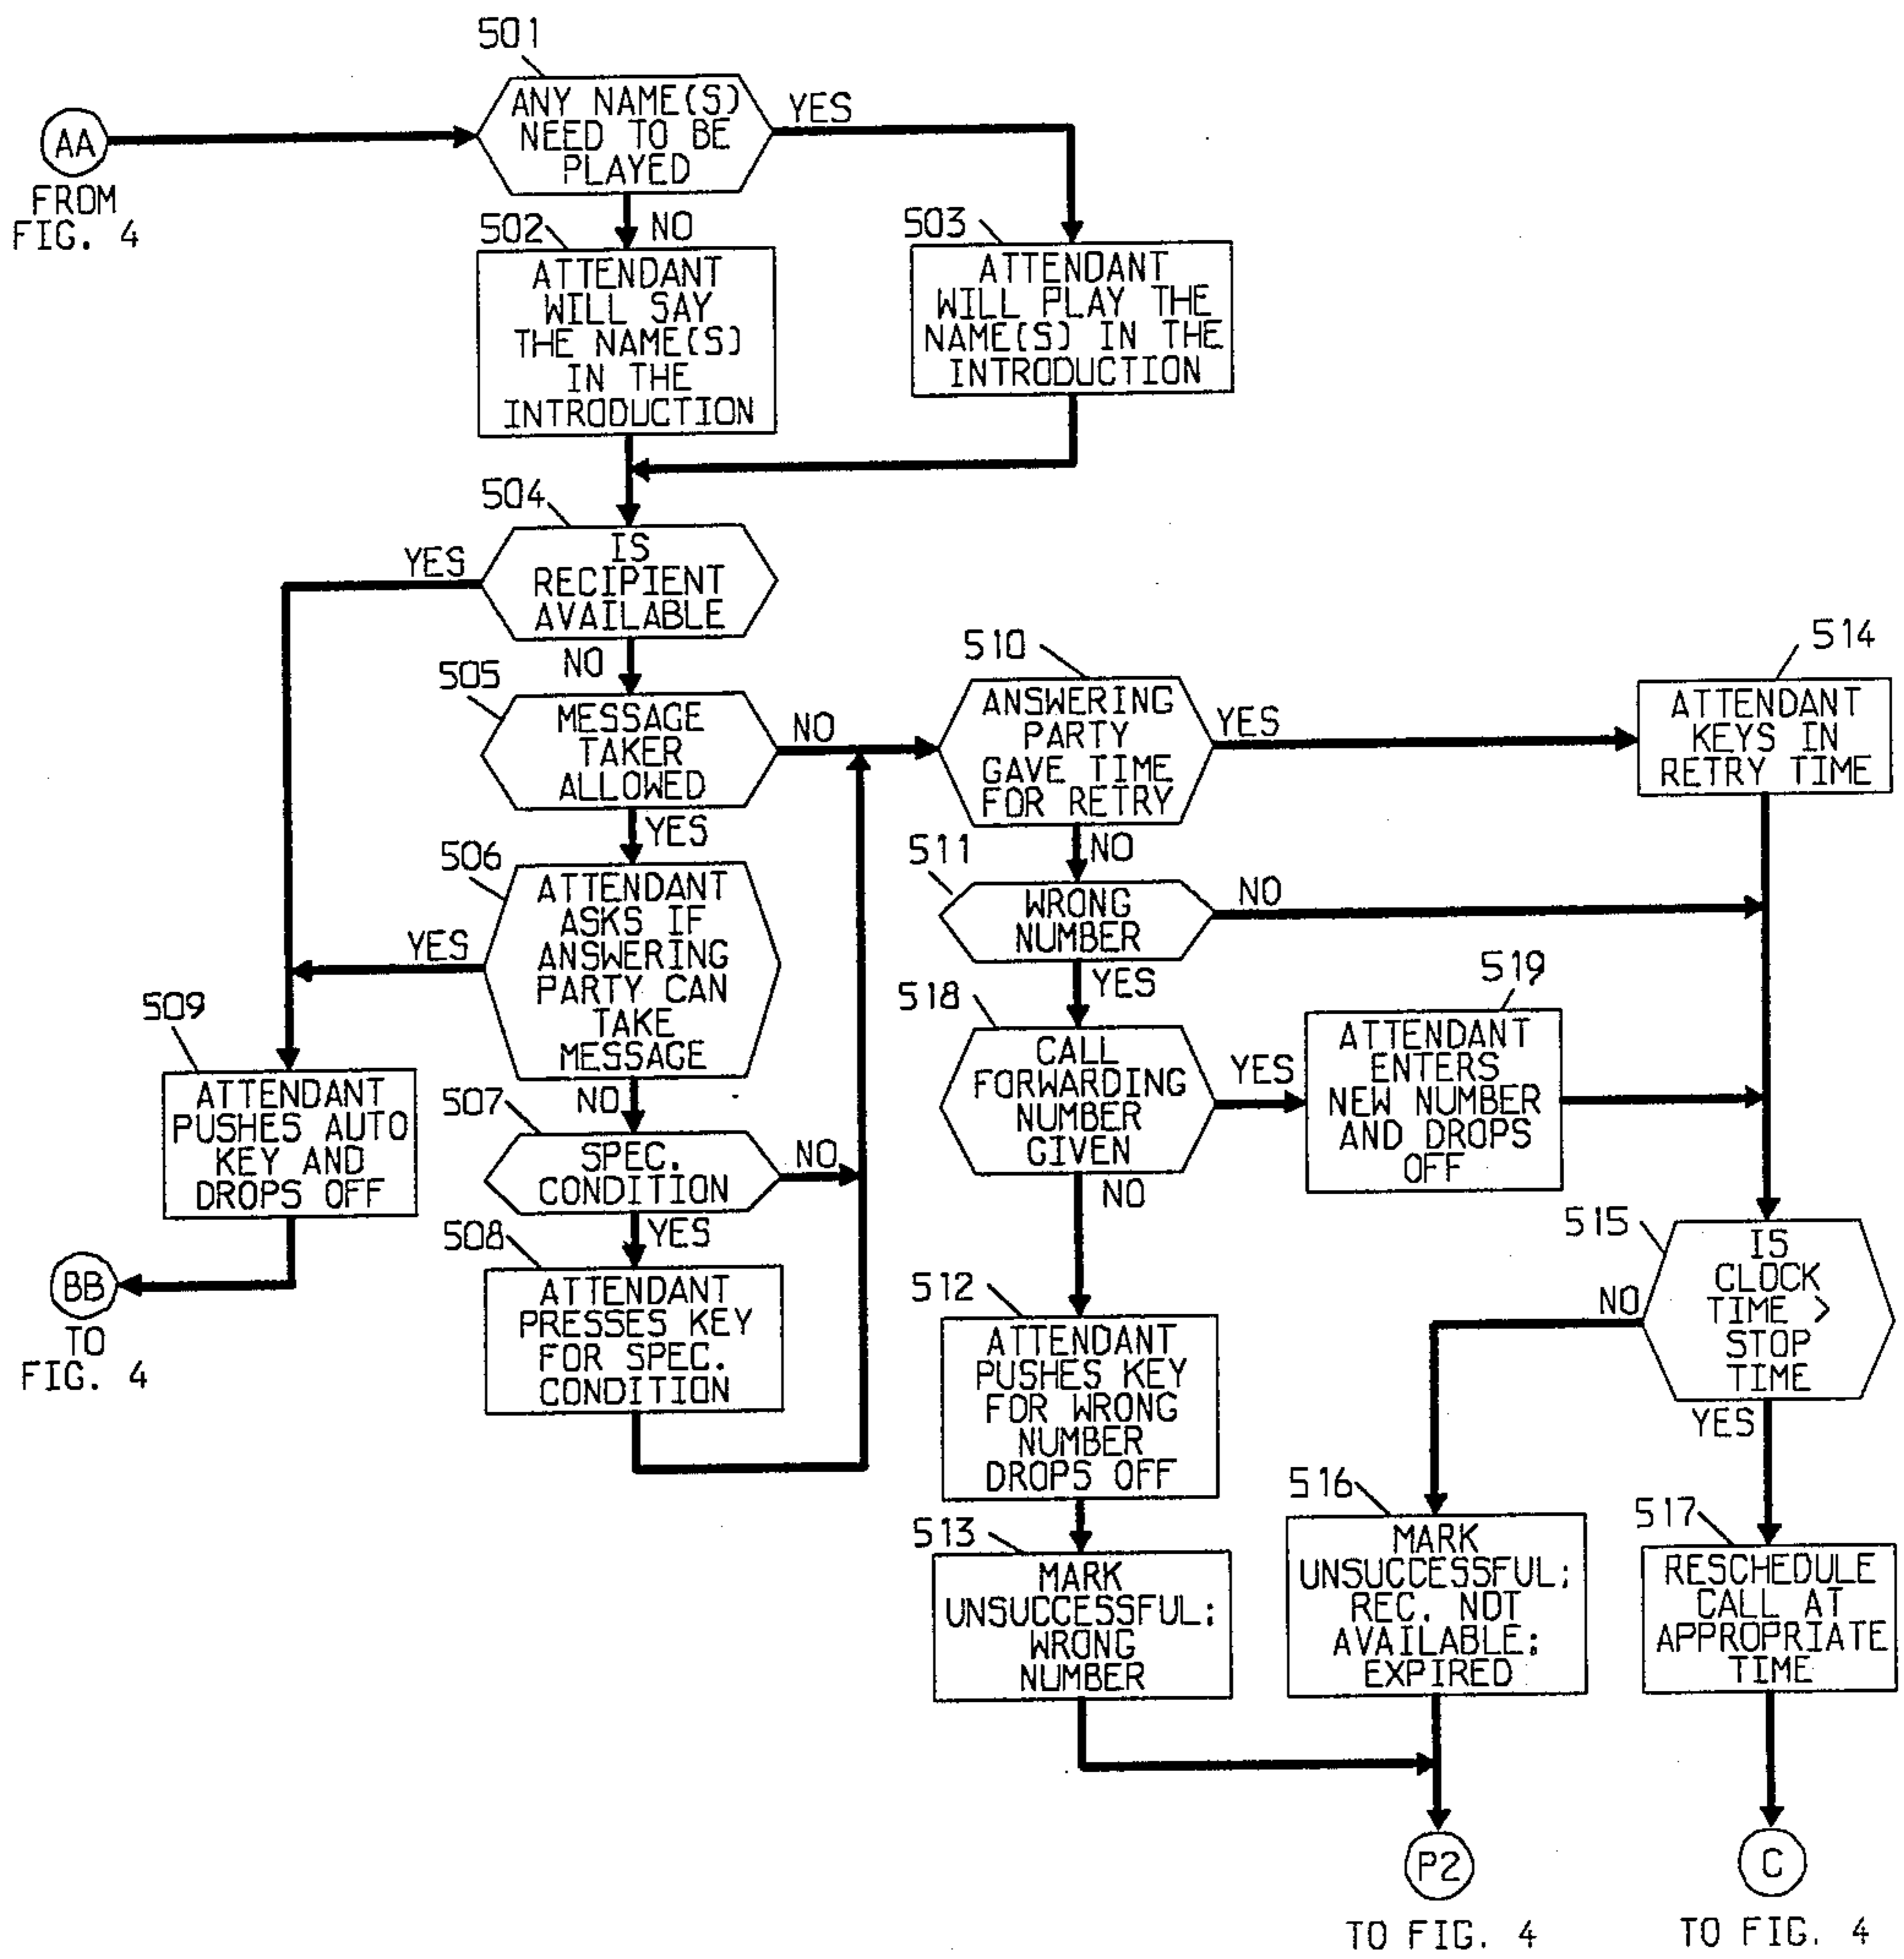 501
ANY NAME(S)
NEED TO BE
PLAYED
YES
AA
FROM
FIG. 4
NO
502
ATTENDANT
WILL SAY
THE NAME(S)
IN THE
INTRODUCTION
503
ATTENDANT
WILL PLAY THE
NAME(S) IN THE
INTRODUCTION
504
IS
RECIPIENT
AVAILABLE
YES
NO
505
MESSAGE
TAKER
ALLOWED
NO
YES
506
ATTENDANT
ASKS IF
ANSWERING
PARTY CAN
TAKE
MESSAGE
YES
NO
507
SPEC.
CONDITION
NO
YES
508
ATTENDANT
PRESSES KEY
FOR SPEC.
CONDITION
509
ATTENDANT
PUSHES AUTO
KEY AND
DROPS OFF
BB
TO
FIG. 4
510
ANSWERING
PARTY
GAVE TIME
FOR RETRY
YES
NO
514
ATTENDANT
KEYS IN
RETRY TIME
511
WRONG
NUMBER
NO
YES
518
CALL
FORWARDING
NUMBER
GIVEN
YES
NO
519
ATTENDANT
ENTERS
NEW NUMBER
AND DROPS
OFF
512
ATTENDANT
PUSHES KEY
FOR WRONG
NUMBER
DROPS OFF
513
MARK
UNSUCCESSFUL:
WRONG
NUMBER
515
IS
CLOCK
TIME >
STOP
TIME
NO
YES
516
MARK
UNSUCCESSFUL:
REC. NOT
AVAILABLE:
EXPIRED
517
RESCHEDULE
CALL AT
APPROPRIATE
TIME
P2
TO FIG. 4
C
TO FIG. 4